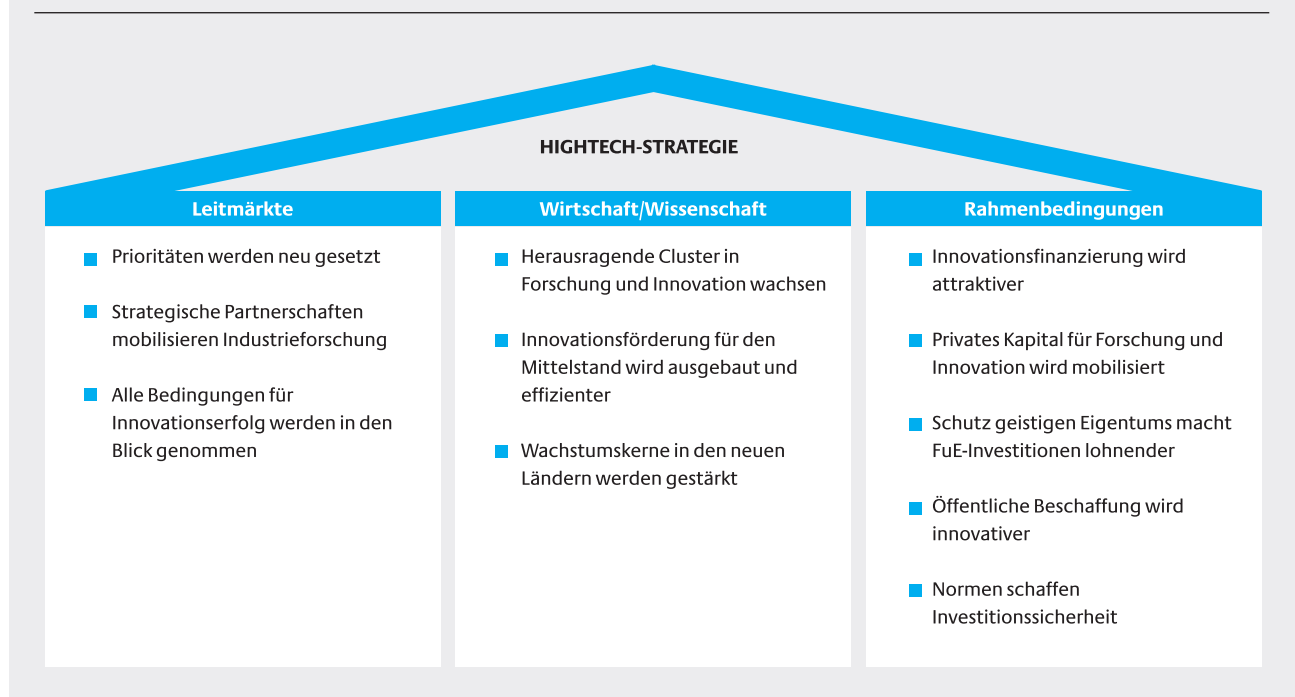 HIGHTECH-STRATEGIE
Leitmärkte
Prioritäten werden neu gesetzt
Strategische Partnerschaften
mobilisieren Industrieforschung
Alle Bedingungen für
Innovationserfolg werden in den
Blick genommen
Wirtschaft/Wissenschaft
Herausragende Cluster in
Forschung und Innovation wachsen
Innovationsförderung für den
Mittelstand wird ausgebaut und
effizienter
Wachstumskerne in den neuen
Ländern werden gestärkt
Rahmenbedingungen
Innovationsfinanzierung wird
attraktiver
Privates Kapital für Forschung und
Innovation wird mobilisiert
Schutz geistigen Eigentums macht
FuE-Investitionen lohnender
Öffentliche Beschaffung wird
innovativer
Normen schaffen
Investitionssicherheit